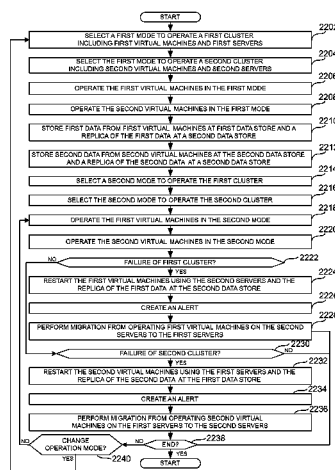 START
2202
SELECT A FIRST MODE TO OPERATE A FIRST CLUSTER
INCLUDING FIRST VIRTUAL MACHINES AND FIRST SERVERS
2204
SELECT THE FIRST MODE TO OPERATE A SECOND CLUSTER
INCLUDING SECOND VIRTUAL MACHINES AND SECOND SERVERS
2206
OPERATE THE FIRST VIRTUAL MACHINES IN THE FIRST MODE
2208
OPERATE THE SECOND VIRTUAL MACHINES IN THE FIRST MODE
2210
STORE FIRST DATA FROM FIRST VIRTUAL MACHINES AT FIRST DATA STORE AND A
REPLICA OF THE FIRST DATA AT A SECOND DATA STORE
2212
STORE SECOND DATA FROM SECOND VIRTUAL MACHINES AT THE SECOND DATA STORE
AND A REPLICA OF THE SECOND DATA AT A SECOND DATA STORE
2214
SELECT A SECOND MODE TO OPERATE THE FIRST CLUSTER
2216
SELECT THE SECOND MODE TO OPERATE THE SECOND CLUSTER
2218
OPERATE THE FIRST VIRTUAL MACHINES IN THE SECOND MODE
2220
OPERATE THE SECOND VIRTUAL MACHINES IN THE SECOND MODE
NO
FAILURE OF FIRST CLUSTER?
2222
YES
2224
RESTART THE FIRST VIRTUAL MACHINES USING THE SECOND SERVERS AND THE
REPLICA OF THE FIRST DATA AT THE SECOND DATA STORE
2226
CREATE AN ALERT
2228
PERFORM MIGRATION FROM OPERATING FIRST VIRTUAL MACHINES ON THE SECOND
SERVERS TO THE FIRST SERVERS
2230
FAILURE OF SECOND CLUSTER?
NO
YES
2232
RESTART THE SECOND VIRTUAL MACHINES USING THE FIRST SERVERS AND THE
REPLICA OF THE SECOND DATA AT THE FIRST DATA STORE
2234
CREATE AN ALERT
2236
PERFORM MIGRATION FROM OPERATING SECOND VIRTUAL
MACHINES ON THE FIRST SERVERS TO THE SECOND SERVERS
NO
CHANGE
OPERATION MODE?
NO
END?
2238
YES
2240
YES
START